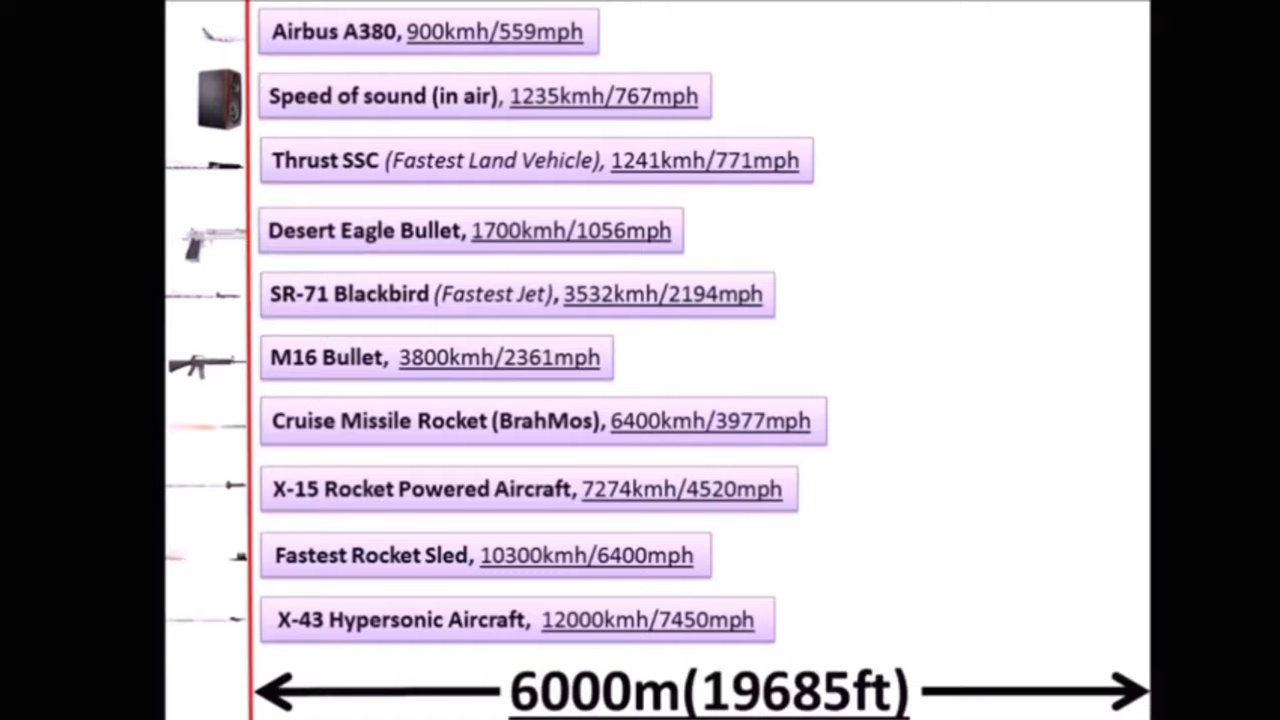 Airbus A380, 900kmh/559mph
Speed of sound (in air), 1235kmh/767mph
Thrust SSC (Fastest Land Vehicle), 1241kmh/771mph
Desert Eagle Bullet, 1700kmh/1056mph
SR-71 Blackbird (Fastest Jet), 3532kmh/2194mph
M16 Bullet, 3800kmh/2361mph
Cruise Missile Rocket (BrahMos), 6400kmh/3977mph
X-15 Rocket Powered Aircraft, 7274kmh/4520mph
Fastest Rocket Sled, 10300kmh/6400mph
X-43 Hypersonic Aircraft, 12000kmh/7450mph
6000m(19685ft)